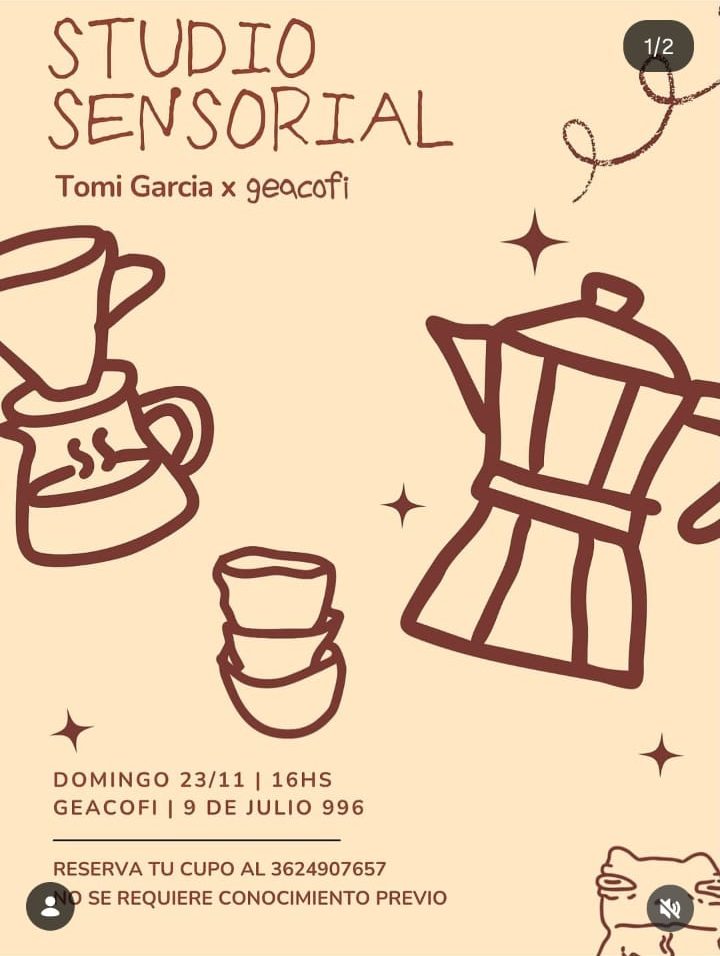 STUDIO
SENSORIAL
1/2
Tomi Garcia x geacofi
DOMINGO 23/11 | 16HS
GEACOFI | 9 DE JULIO 996
RESERVA TU CUPO AL 3624907657
NO SE REQUIERE CONOCIMIENTO PREVIO